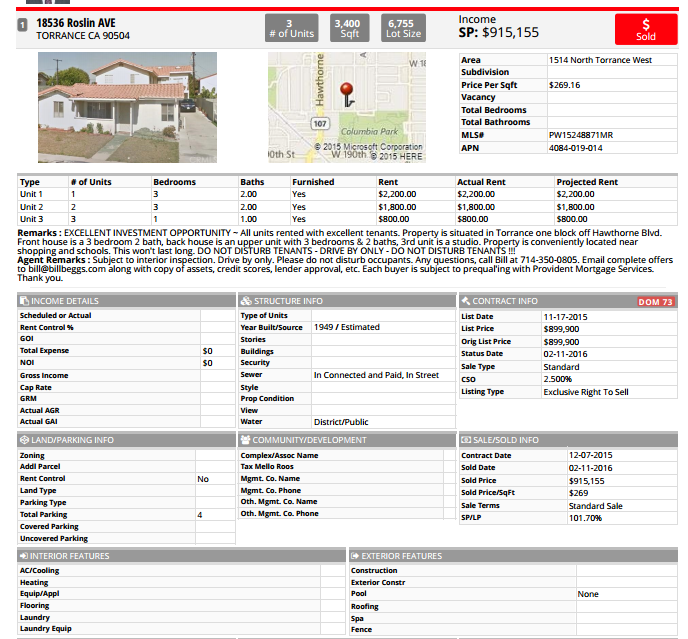 1 18536 Roslin AVE
TORRANCE CA 90504
3
# of Units
3,400
Sqft
6,755
Lot Size
Income
SP: $915,155
$
Sold
Hawthorne
W 18
107
Columbia Park
W 190th
© 2015 Microsoft Corporation
© 2015 HERE
Area 1514 North Torrance West
Subdivision
Price Per Sqft $269.16
Vacancy
Total Bedrooms
Total Bathrooms
MLS# PW15248871MR
APN 4084-019-014
Type # of Units Bedrooms Baths Furnished Rent Actual Rent Projected Rent
Unit 1 1 3 2.00 Yes $2,200.00 $2,200.00 $2,200.00
Unit 2 2 3 2.00 Yes $1,800.00 $1,800.00 $1,800.00
Unit 3 3 1 1.00 Yes $800.00 $800.00 $800.00
Remarks : EXCELLENT INVESTMENT OPPORTUNITY ~ All units rented with excellent tenants. Property is situated in Torrance one block off Hawthorne Blvd.
Front house is a 3 bedroom 2 bath, back house is an upper unit with 3 bedrooms & 2 baths, 3rd unit is a studio. Property is conveniently located near
shopping and schools. This won't last long. DO NOT DISTURB TENANTS - DRIVE BY ONLY - DO NOT DISTURB TENANTS !!!
Agent Remarks : Subject to interior inspection. Drive by only. Please do not disturb occupants. Any questions, call Bill at 714-350-0805. Email complete offers
to bill@billbeggs.com along with copy of assets, credit scores, lender approval, etc. Each buyer is subject to prequal'ing with Provident Mortgage Services.
Thank you.
INCOME DETAILS
Scheduled or Actual
Rent Control %
GOI
Total Expense $0
NOI $0
Gross Income
Cap Rate
GRM
Actual AGR
Actual GAI
STRUCTURE INFO
Type of Units
Year Built/Source 1949 / Estimated
Stories
Buildings
Security
Sewer In Connected and Paid, In Street
Style
Prop Condition
View
Water District/Public
CONTRACT INFO DOM 73
List Date 11-17-2015
List Price $899,900
Orig List Price $899,900
Status Date 02-11-2016
Sale Type Standard
CSO 2.500%
Listing Type Exclusive Right To Sell
LAND/PARKING INFO
Zoning
Addl Parcel
Rent Control No
Land Type
Parking Type
Total Parking 4
Covered Parking
Uncovered Parking
COMMUNITY/DEVELOPMENT
Complex/Assoc Name
Tax Mello Roos
Mgmt. Co. Name
Mgmt. Co. Phone
Oth. Mgmt. Co. Name
Oth. Mgmt. Co. Phone
SALE/SOLD INFO
Contract Date 12-07-2015
Sold Date 02-11-2016
Sold Price $915,155
Sold Price/SqFt $269
Sale Terms Standard Sale
SP/LP 101.70%
INTERIOR FEATURES
AC/Cooling
Heating
Equip/Appl
Flooring
Laundry
Laundry Equip
EXTERIOR FEATURES
Construction
Exterior Constr
Pool None
Roofing
Spa
Fence